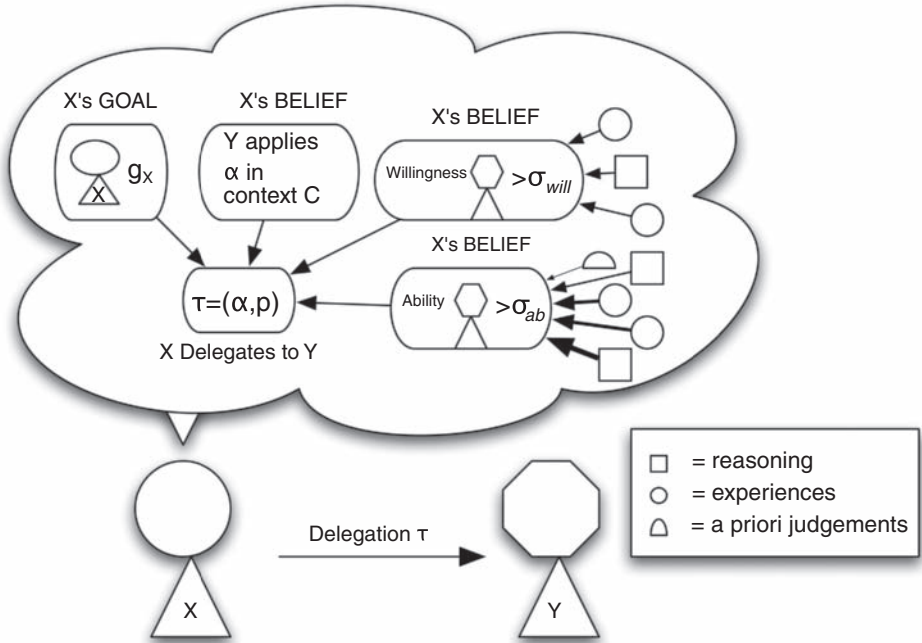 X's GOAL
X's BELIEF
X's BELIEF
X
gX
Y applies
α in
context C
Willingness
>σwill
X's BELIEF
τ=(α,p)
Ability
>σab
X Delegates to Y
= reasoning
= experiences
= a priori judgements
Delegation τ
X
Y